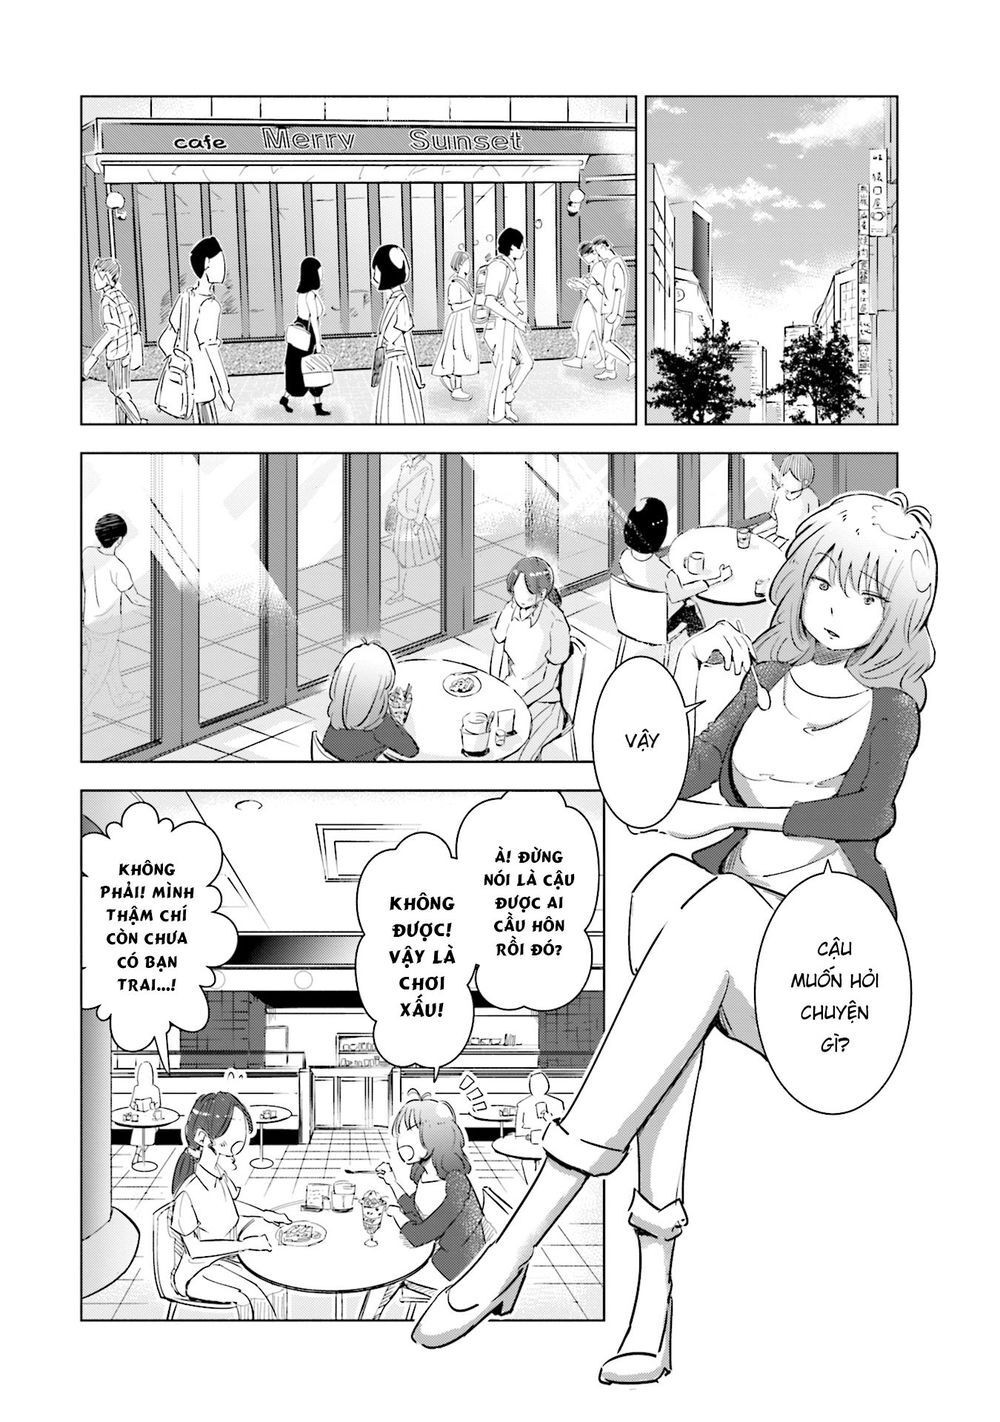 cafe Merry Sunset
VẬY
CẬU
MUỐN HỎI
CHUYỆN
GÌ?
À! ĐỪNG
NÓI LÀ CẬU
ĐƯỢC AI
CẦU HÔN
RỒI ĐÓ?
KHÔNG
ĐƯỢC!
VẬY LÀ
CHƠI
XẤU!
KHÔNG
PHẢI! MÌNH
THẬM CHÍ
CÒN CHƯA
CÓ BẠN
TRAI...!